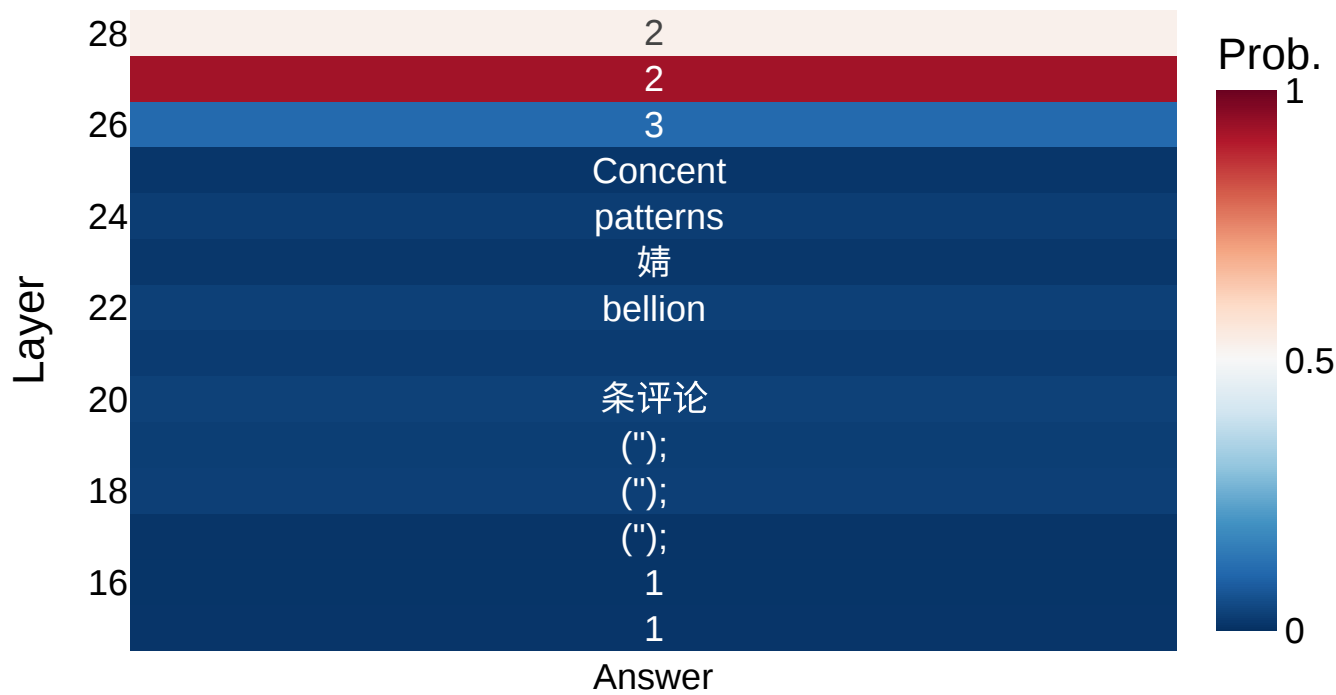 28
2
2
26
3
Concent
24
patterns
婧
22
bellion
20
条评论
(");
18
(");
(");
16
1
1
Layer
Answer
Prob.
1
0.5
0